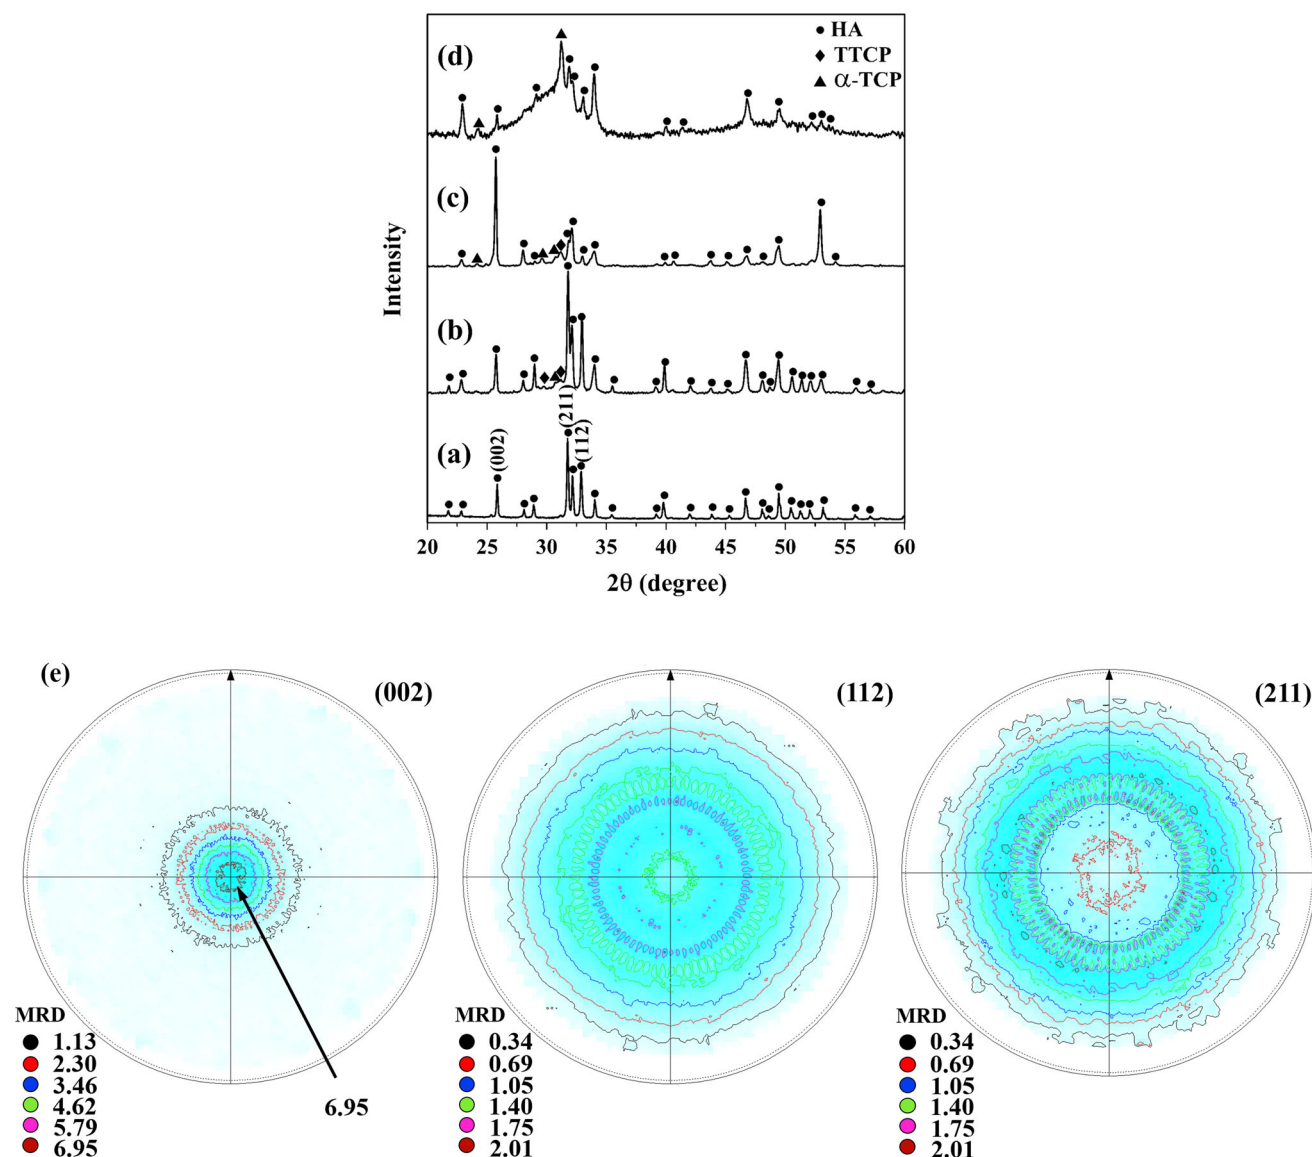 (d)
● HA
◆ TTCP
▲ α-TCP
(c)
(b)
(211)
(a)
(002)
(112)
Intensity
20 25 30 35 40 45 50 55 60
2θ (degree)
(e)
(002)
(112)
(211)
MRD
1.13
2.30
3.46
4.62
5.79
6.95
6.95
MRD
0.34
0.69
1.05
1.40
1.75
2.01
MRD
0.34
0.69
1.05
1.40
1.75
2.01